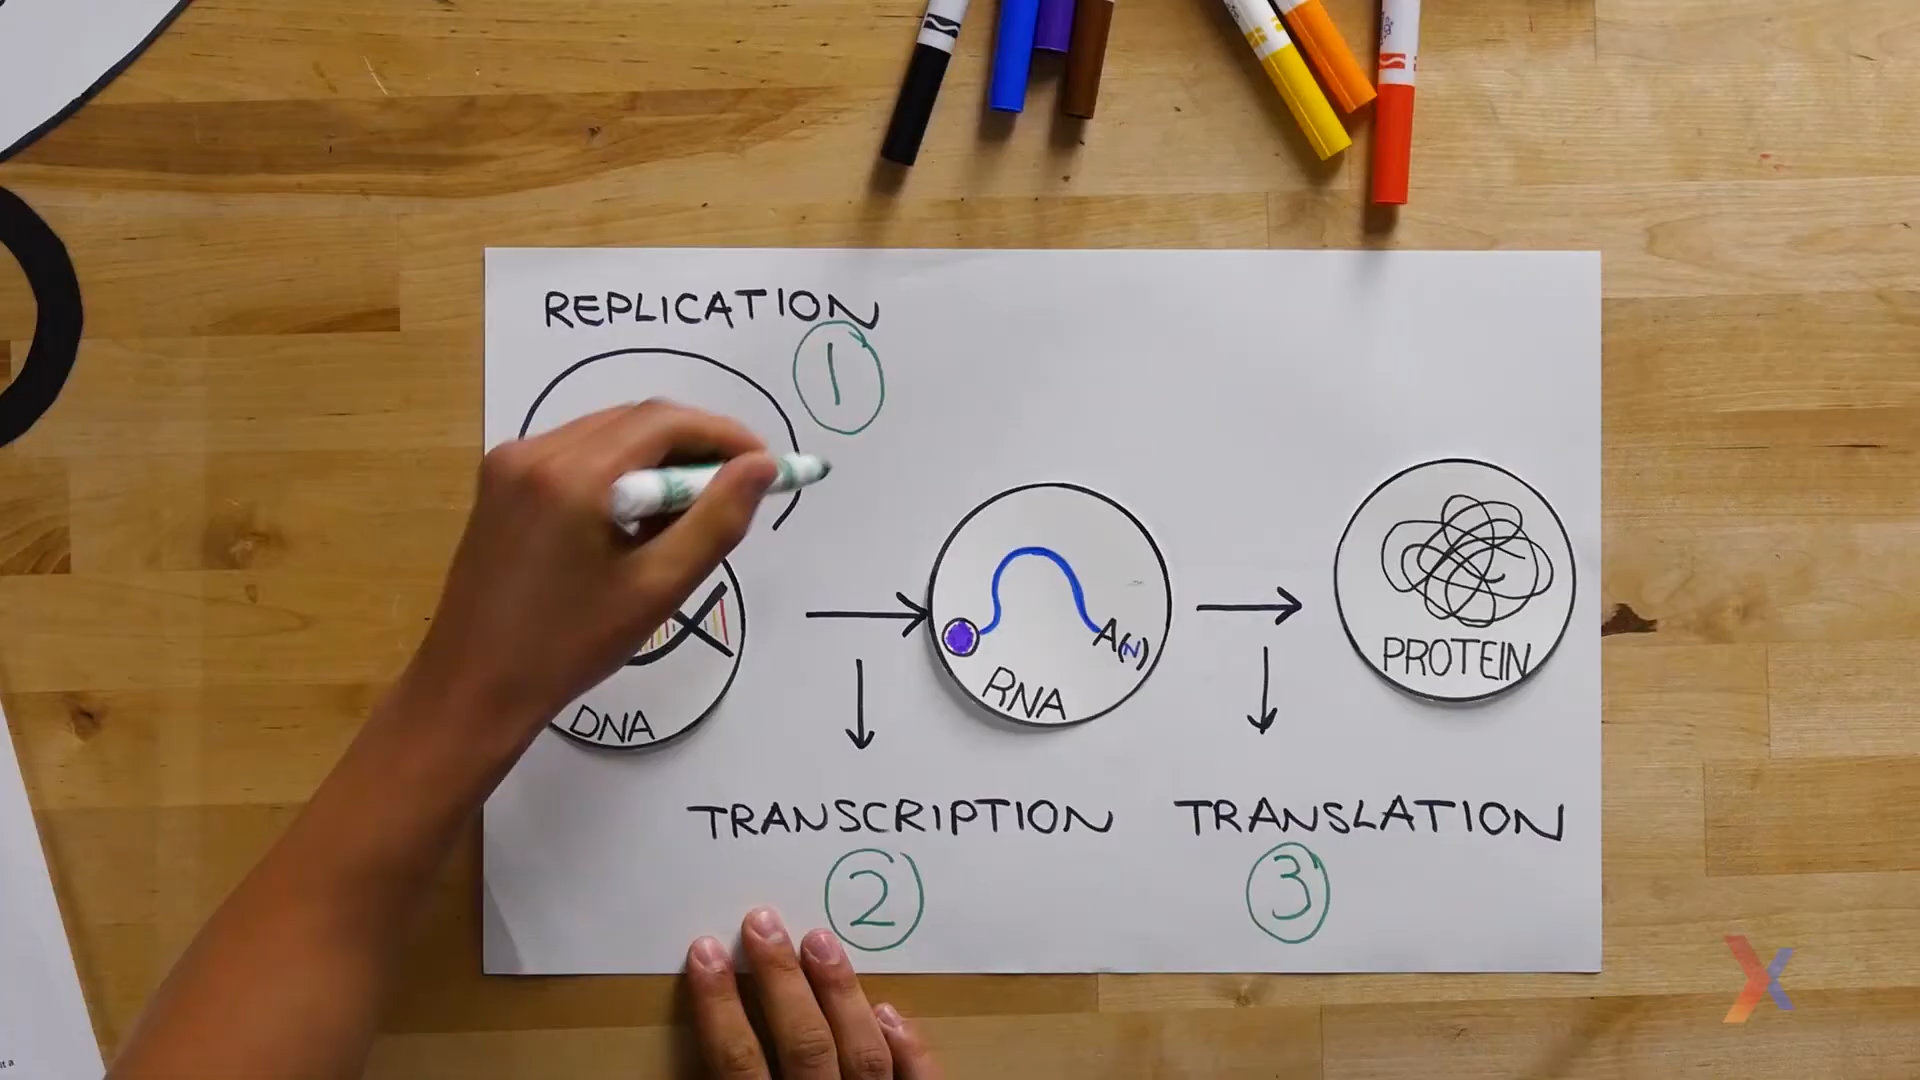 REPLICATION
1
DNA
RNA
A(N)
PROTEIN
TRANSCRIPTION
TRANSLATION
2
3